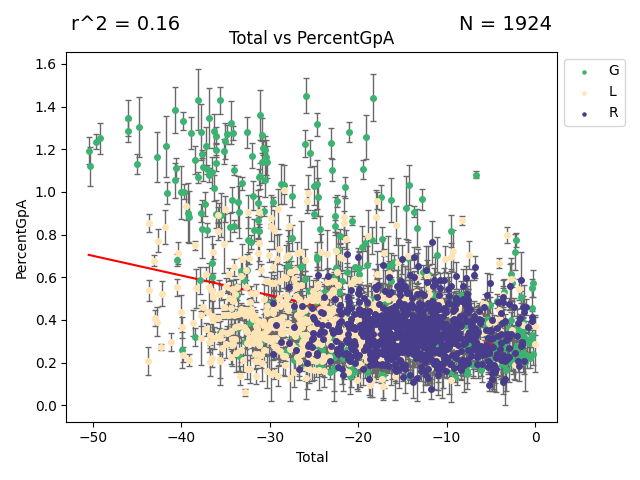 r^2 = 0.16 N = 1924
Total vs PercentGpA
G
L
R
PercentGpA
1.6
1.4
1.2
1.0
0.8
0.6
0.4
0.2
0.0
−50 −40 −30 −20 −10 0
Total